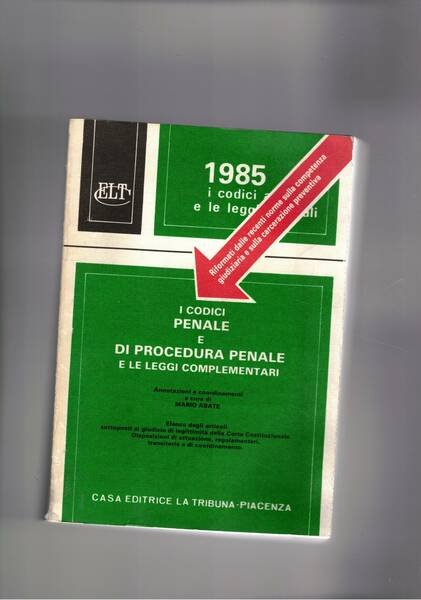 CELT
1985
i codici
e le leggi
Riformati dalle recenti norme sulla competenza
giudiziaria e sulla carcerazione preventiva
I CODICI
PENALE
E
DI PROCEDURA PENALE
E LE LEGGI COMPLEMENTARI
Annotazioni e coordinamenti
a cura di
MARIO ABATE
Elenco degli articoli
sottoposti al giudizio di legittimità della Corte Costituzionale.
Disposizioni di attuazione, regolamentari,
transitorie e di coordinamento.
CASA EDITRICE LA TRIBUNA-PIACENZA